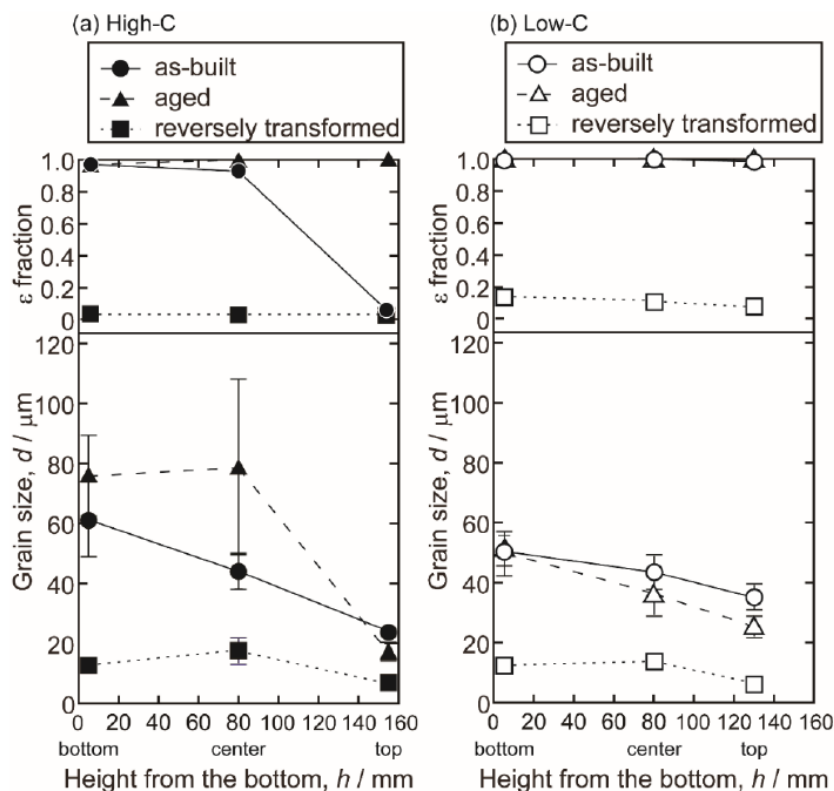 (a) High-C
as-built
aged
reversely transformed
1.0
0.8
0.6
0.4
0.2
0
ε fraction
120
100
80
60
40
20
0
Grain size, d / μm
0 20 40 60 80 100 120 140 160
bottom center top
Height from the bottom, h / mm
(b) Low-C
as-built
aged
reversely transformed
1.0
0.8
0.6
0.4
0.2
0
ε fraction
120
100
80
60
40
20
0
Grain size, d / μm
0 20 40 60 80 100 120 140 160
bottom center top
Height from the bottom, h / mm